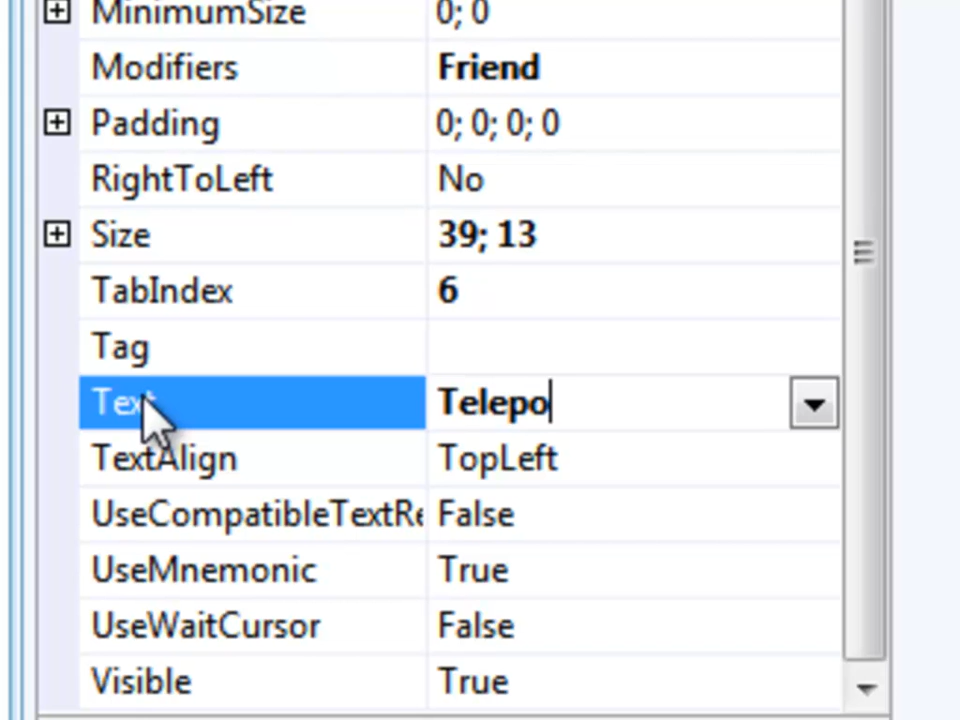 MinimumSize 0; 0
Modifiers Friend
Padding 0; 0; 0; 0
RightToLeft No
Size 39; 13
TabIndex 6
Tag
Text Telepo
TextAlign TopLeft
UseCompatibleTextRe False
UseMnemonic True
UseWaitCursor False
Visible True